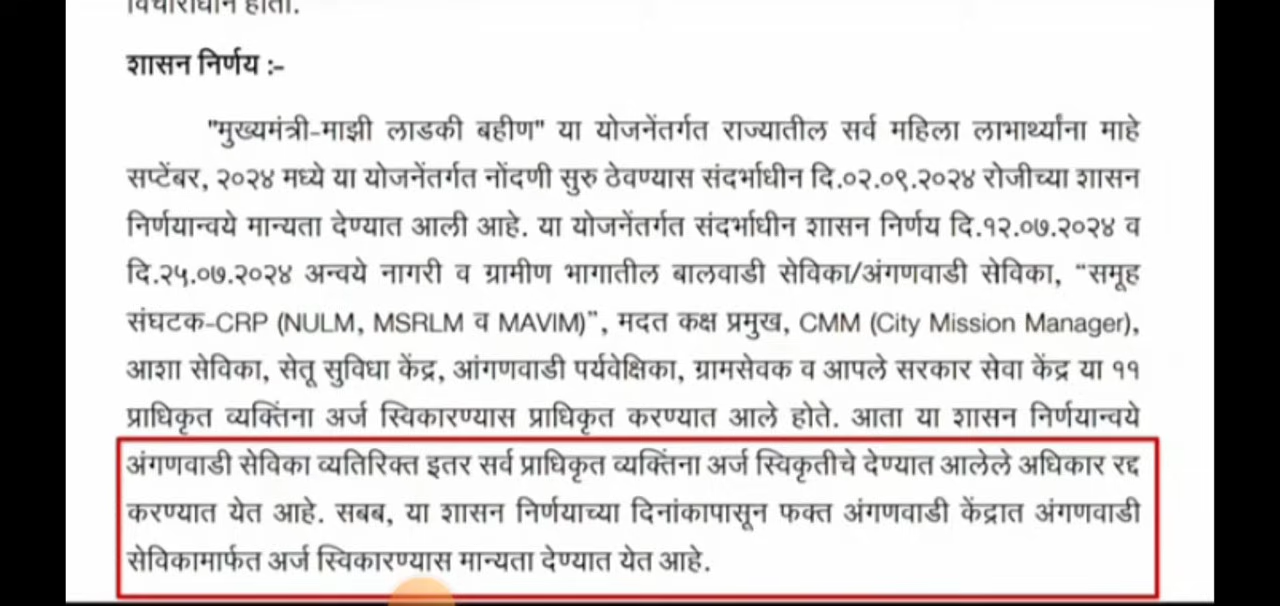 विचाराधीन होती.
शासन निर्णय :-
"मुख्यमंत्री-माझी लाडकी बहीण" या योजनेंतर्गत राज्यातील सर्व महिला लाभार्थ्यांना माहे
सप्टेंबर, २०२४ मध्ये या योजनेंतर्गत नोंदणी सुरु ठेवण्यास संदर्भाधीन दि.०२.०९.२०२४ रोजीच्या शासन
निर्णयान्वये मान्यता देण्यात आली आहे. या योजनेंतर्गत संदर्भाधीन शासन निर्णय दि.१२.०७.२०२४ व
दि.२५.०७.२०२४ अन्वये नागरी व ग्रामीण भागातील बालवाडी सेविका/अंगणवाडी सेविका, "समूह
संघटक-CRP (NULM, MSRLM व MAVIM)", मदत कक्ष प्रमुख, CMM (City Mission Manager),
आशा सेविका, सेतू सुविधा केंद्र, आंगणवाडी पर्यवेक्षिका, ग्रामसेवक व आपले सरकार सेवा केंद्र या ११
प्राधिकृत व्यक्तिंना अर्ज स्विकारण्यास प्राधिकृत करण्यात आले होते. आता या शासन निर्णयान्वये
अंगणवाडी सेविका व्यतिरिक्त इतर सर्व प्राधिकृत व्यक्तिंना अर्ज स्विकृतीचे देण्यात आलेले अधिकार रद्द
करण्यात येत आहे. सबब, या शासन निर्णयाच्या दिनांकापासून फक्त अंगणवाडी केंद्रात अंगणवाडी
सेविकामार्फत अर्ज स्विकारण्यास मान्यता देण्यात येत आहे.